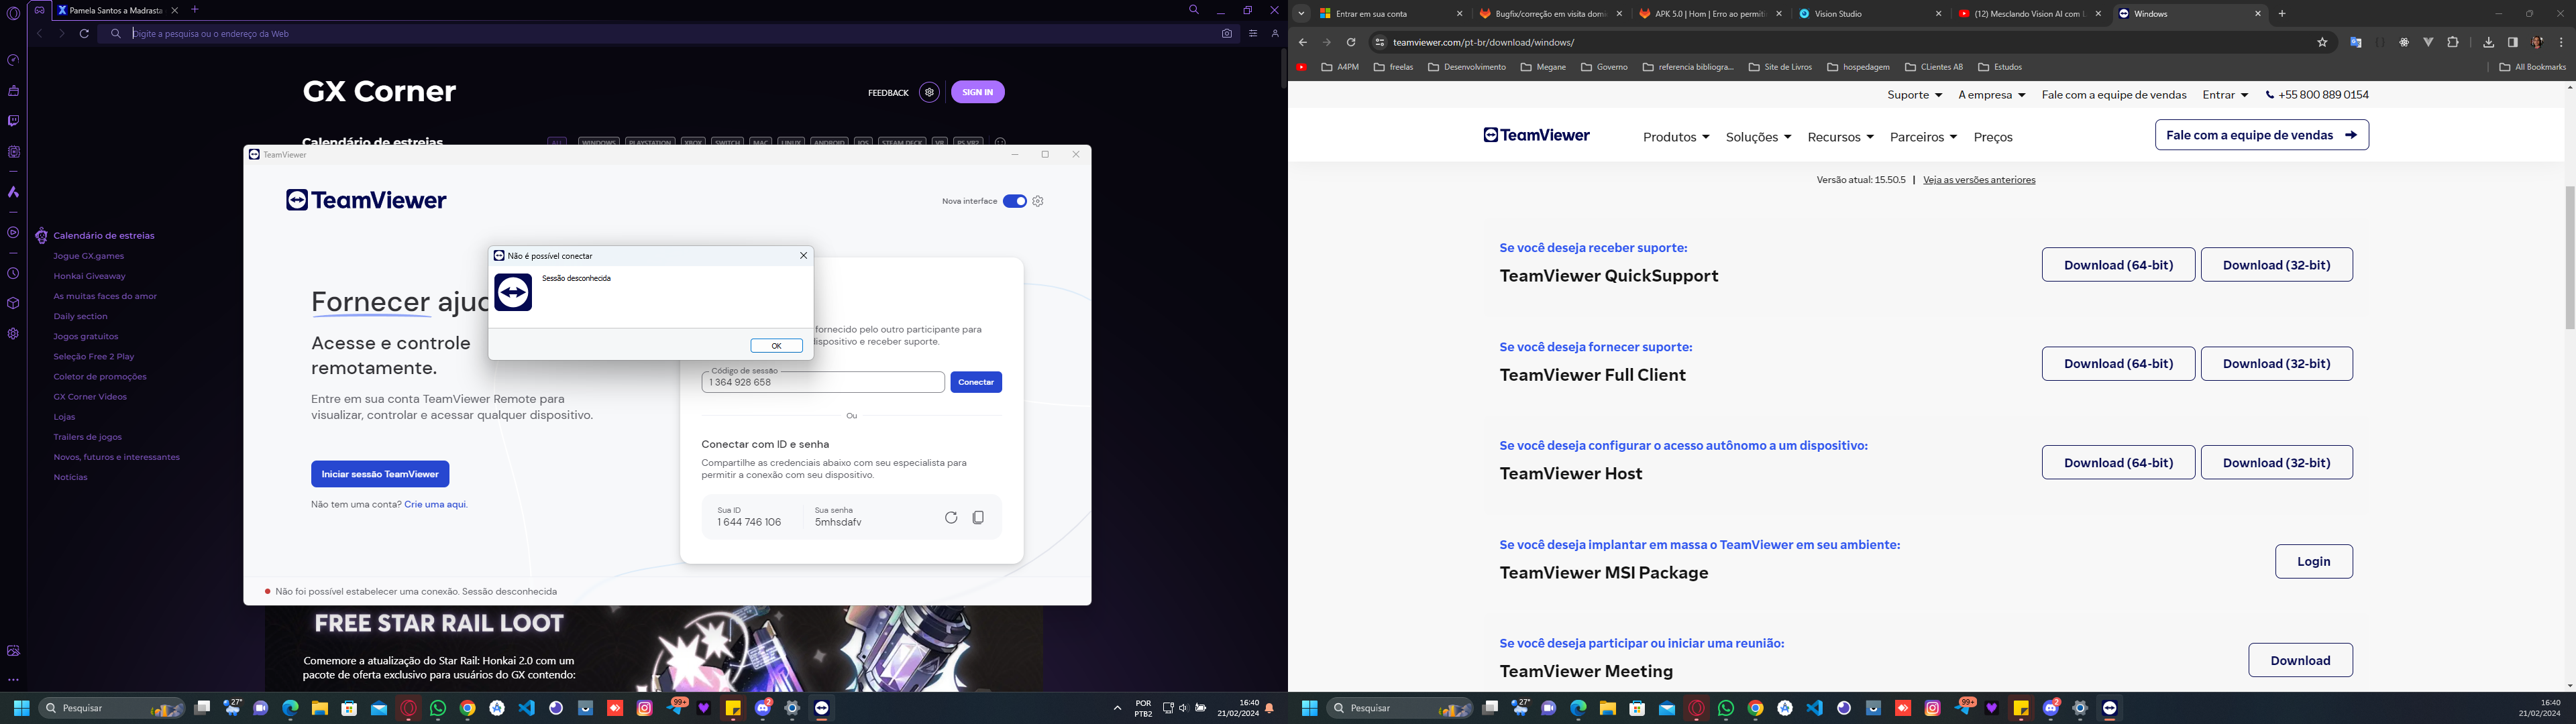 Pamela Santos a Madrasta
Digite a pesquisa ou o endereço da Web
GX Corner
FEEDBACK
SIGN IN
Calendário de estreias
ALL
WINDOWS
PLAYSTATION
XBOX
SWITCH
MAC
LINUX
ANDROID
IOS
STEAM DECK
VR
PS VR2
Calendário de estreias
Jogue GX.games
Honkai Giveaway
As muitas faces do amor
Daily section
Jogos gratuitos
Seleção Free 2 Play
Coletor de promoções
GX Corner Videos
Lojas
Trailers de jogos
Novos, futuros e interessantes
Notícias
TeamViewer
TeamViewer
Nova interface
Não é possível conectar
Sessão desconhecida
OK
Fornecer
Acesse e controle
remotamente.
Entre em sua conta TeamViewer Remote para
visualizar, controlar e acessar qualquer dispositivo.
Iniciar sessão TeamViewer
Não tem uma conta? Crie uma aqui.
fornecido pelo outro participante para
dispositivo e receber suporte.
Código de sessão
1 364 928 658
Conectar
Ou
Conectar com ID e senha
Compartilhe as credenciais abaixo com seu especialista para
permitir a conexão com seu dispositivo.
Sua ID
1 644 746 106
Sua senha
5mhsdafv
Não foi possível estabelecer uma conexão. Sessão desconhecida
FREE STAR RAIL LOOT
Comemore a atualização do Star Rail: Honkai 2.0 com um
pacote de oferta exclusivo para usuários do GX contendo:
Pesquisar
27°
99+
2
POR
PTB2
16:40
21/02/2024
Entrar em sua conta
Bugfix/correção em visita domi
APK 5.0 | Hom | Erro ao permiti
Vision Studio
(12) Mesclando Vision AI com L
Windows
teamviewer.com/pt-br/download/windows/
A4PM
freelas
Desenvolvimento
Megane
Governo
referencia bibliogra...
Site de Livros
hospedagem
CLientes AB
Estudos
All Bookmarks
Suporte
A empresa
Fale com a equipe de vendas
Entrar
+55 800 889 0154
TeamViewer
Produtos
Soluções
Recursos
Parceiros
Preços
Fale com a equipe de vendas
Versão atual: 15.50.5 | Veja as versões anteriores
Se você deseja receber suporte:
TeamViewer QuickSupport
Download (64-bit)
Download (32-bit)
Se você deseja fornecer suporte:
TeamViewer Full Client
Download (64-bit)
Download (32-bit)
Se você deseja configurar o acesso autônomo a um dispositivo:
TeamViewer Host
Download (64-bit)
Download (32-bit)
Se você deseja implantar em massa o TeamViewer em seu ambiente:
TeamViewer MSI Package
Login
Se você deseja participar ou iniciar uma reunião:
TeamViewer Meeting
Download
Pesquisar
27°
99+
2
16:40
21/02/2024